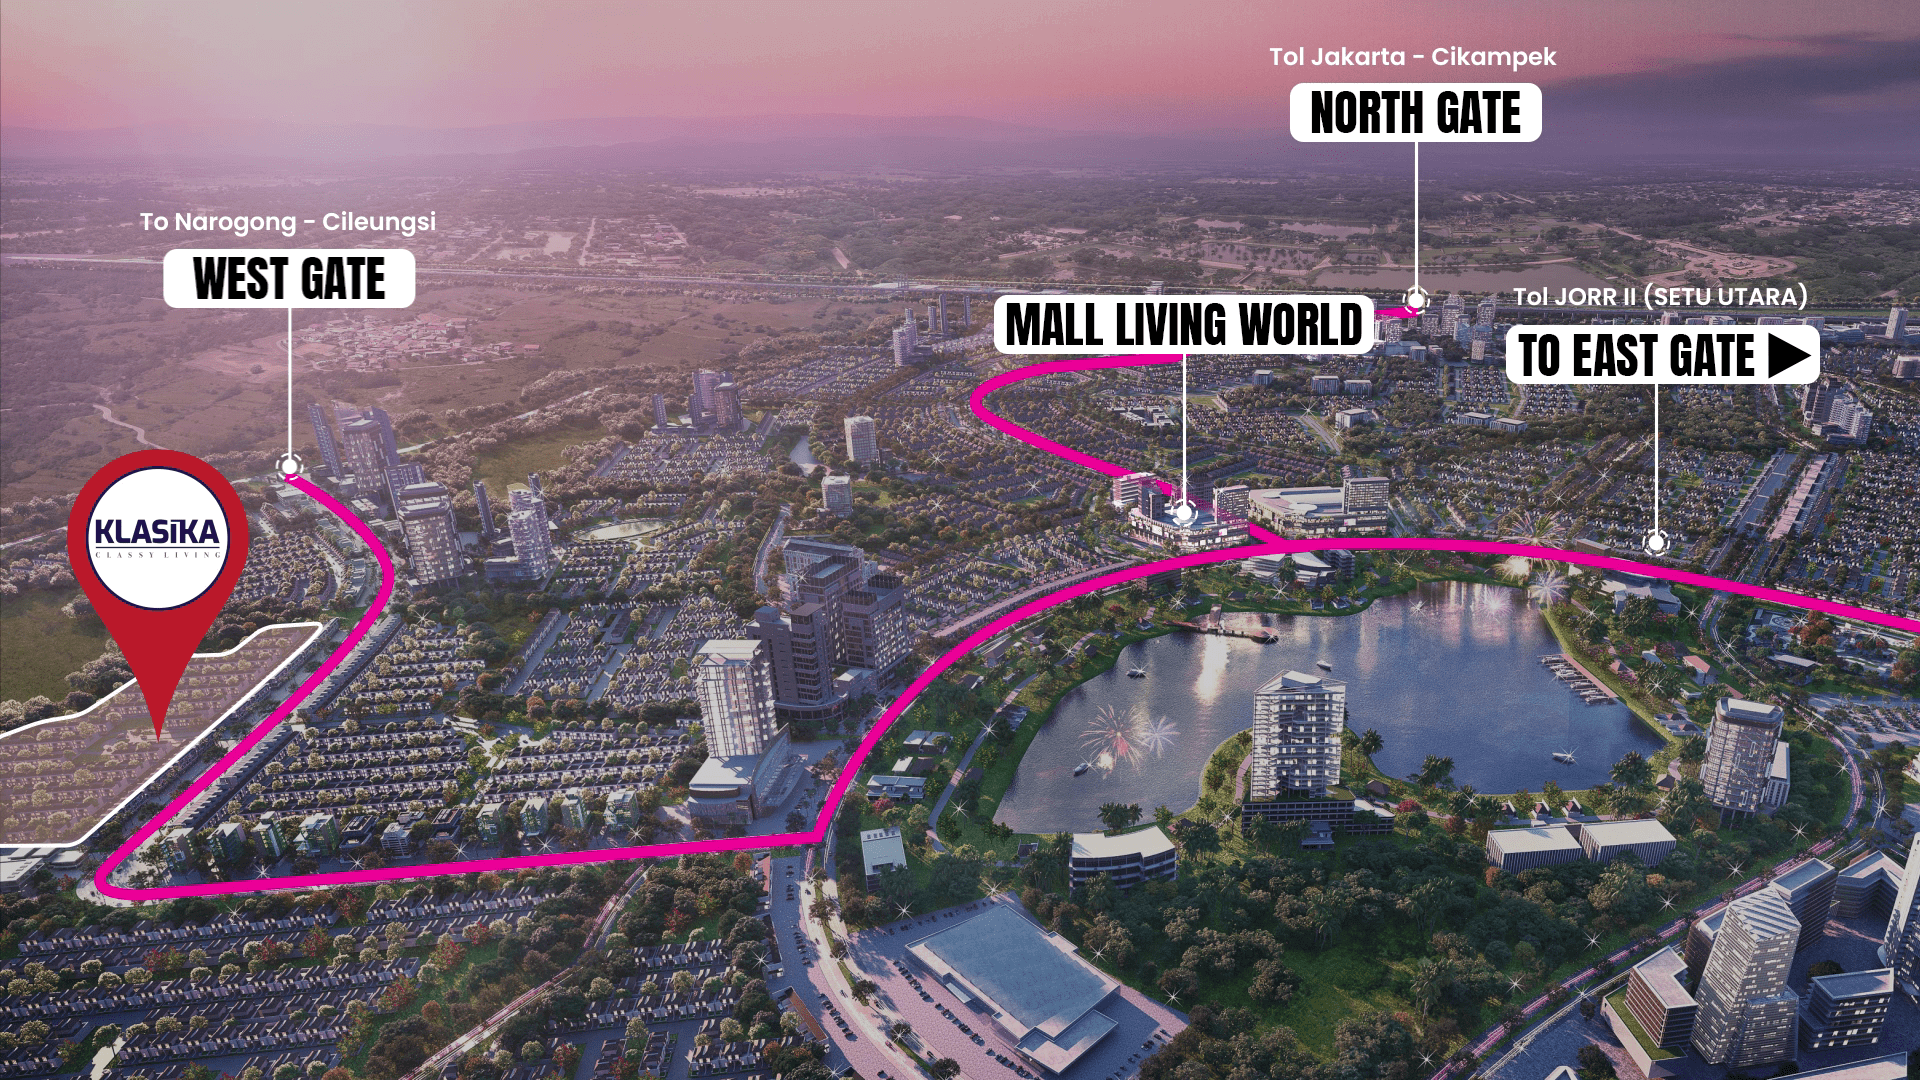 Tol Jakarta - Cikampek
NORTH GATE
To Narogong - Cileungsi
WEST GATE
Tol JORR II (SETU UTARA)
TO EAST GATE ▶
MALL LIVING WORLD
KLASIKA
CLASSY LIVING